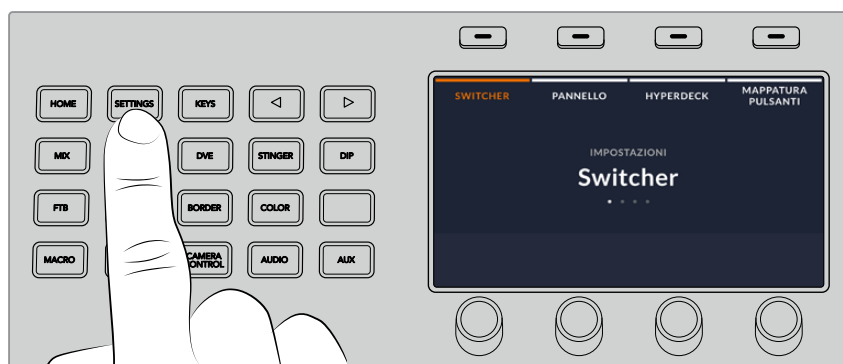 SWITCHER PANNELLO HYPERDECK MAPPATURA PULSANTI
HOME SETTINGS KEYS
IMPOSTAZIONI
MIX DVE STINGER DIP
Switcher
FTB BORDER COLOR
MACRO CAMERA CONTROL AUDIO AUX